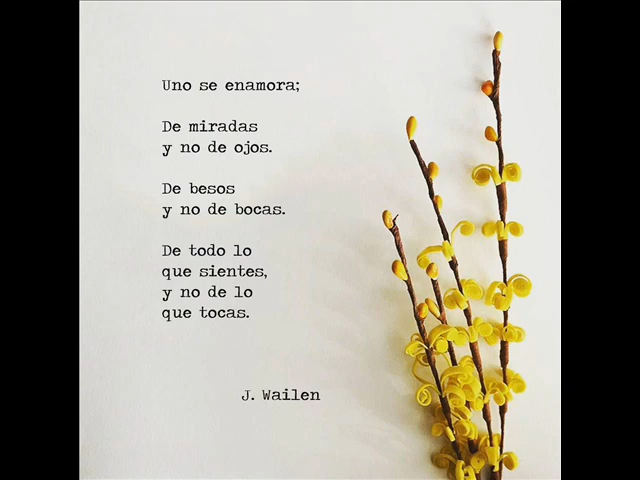 Uno se enamora;
De miradas
y no de ojos.
De besos
y no de bocas.
De todo lo
que sientes,
y no de lo
que tocas.
J. Wailen